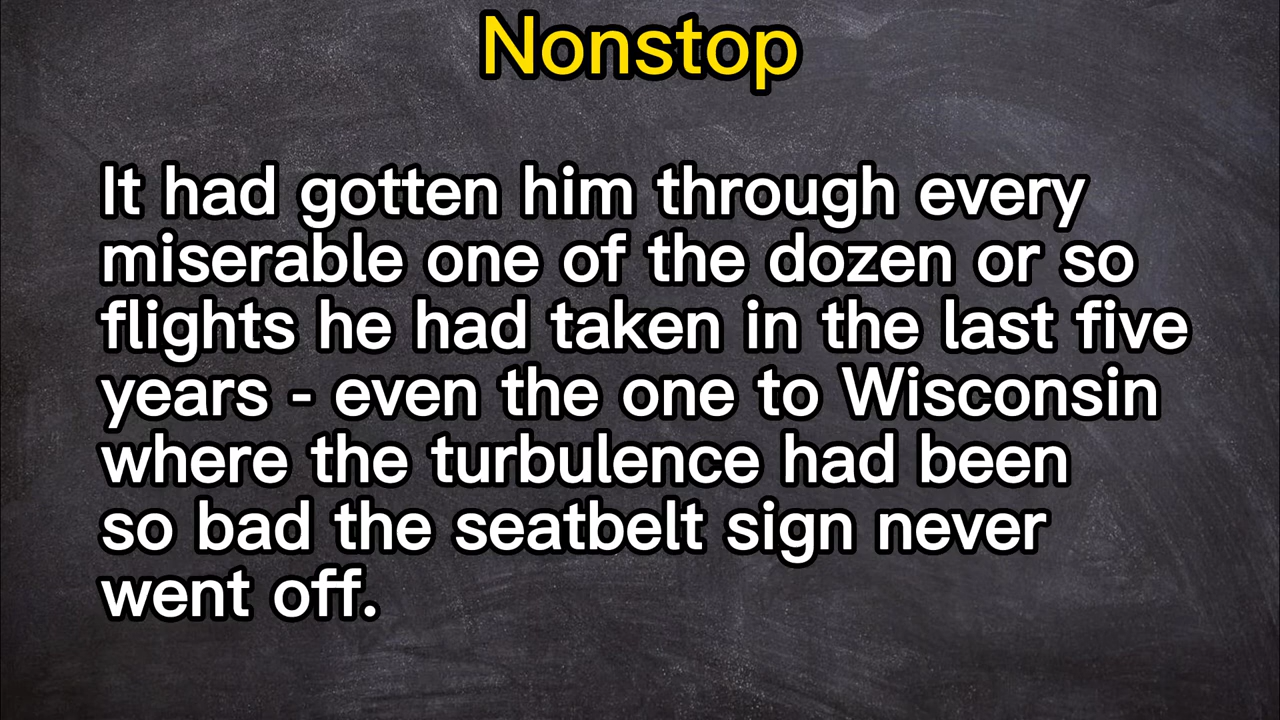 Nonstop
It had gotten him through every
miserable one of the dozen or so
flights he had taken in the last five
years - even the one to Wisconsin
where the turbulence had been
so bad the seatbelt sign never
went off.